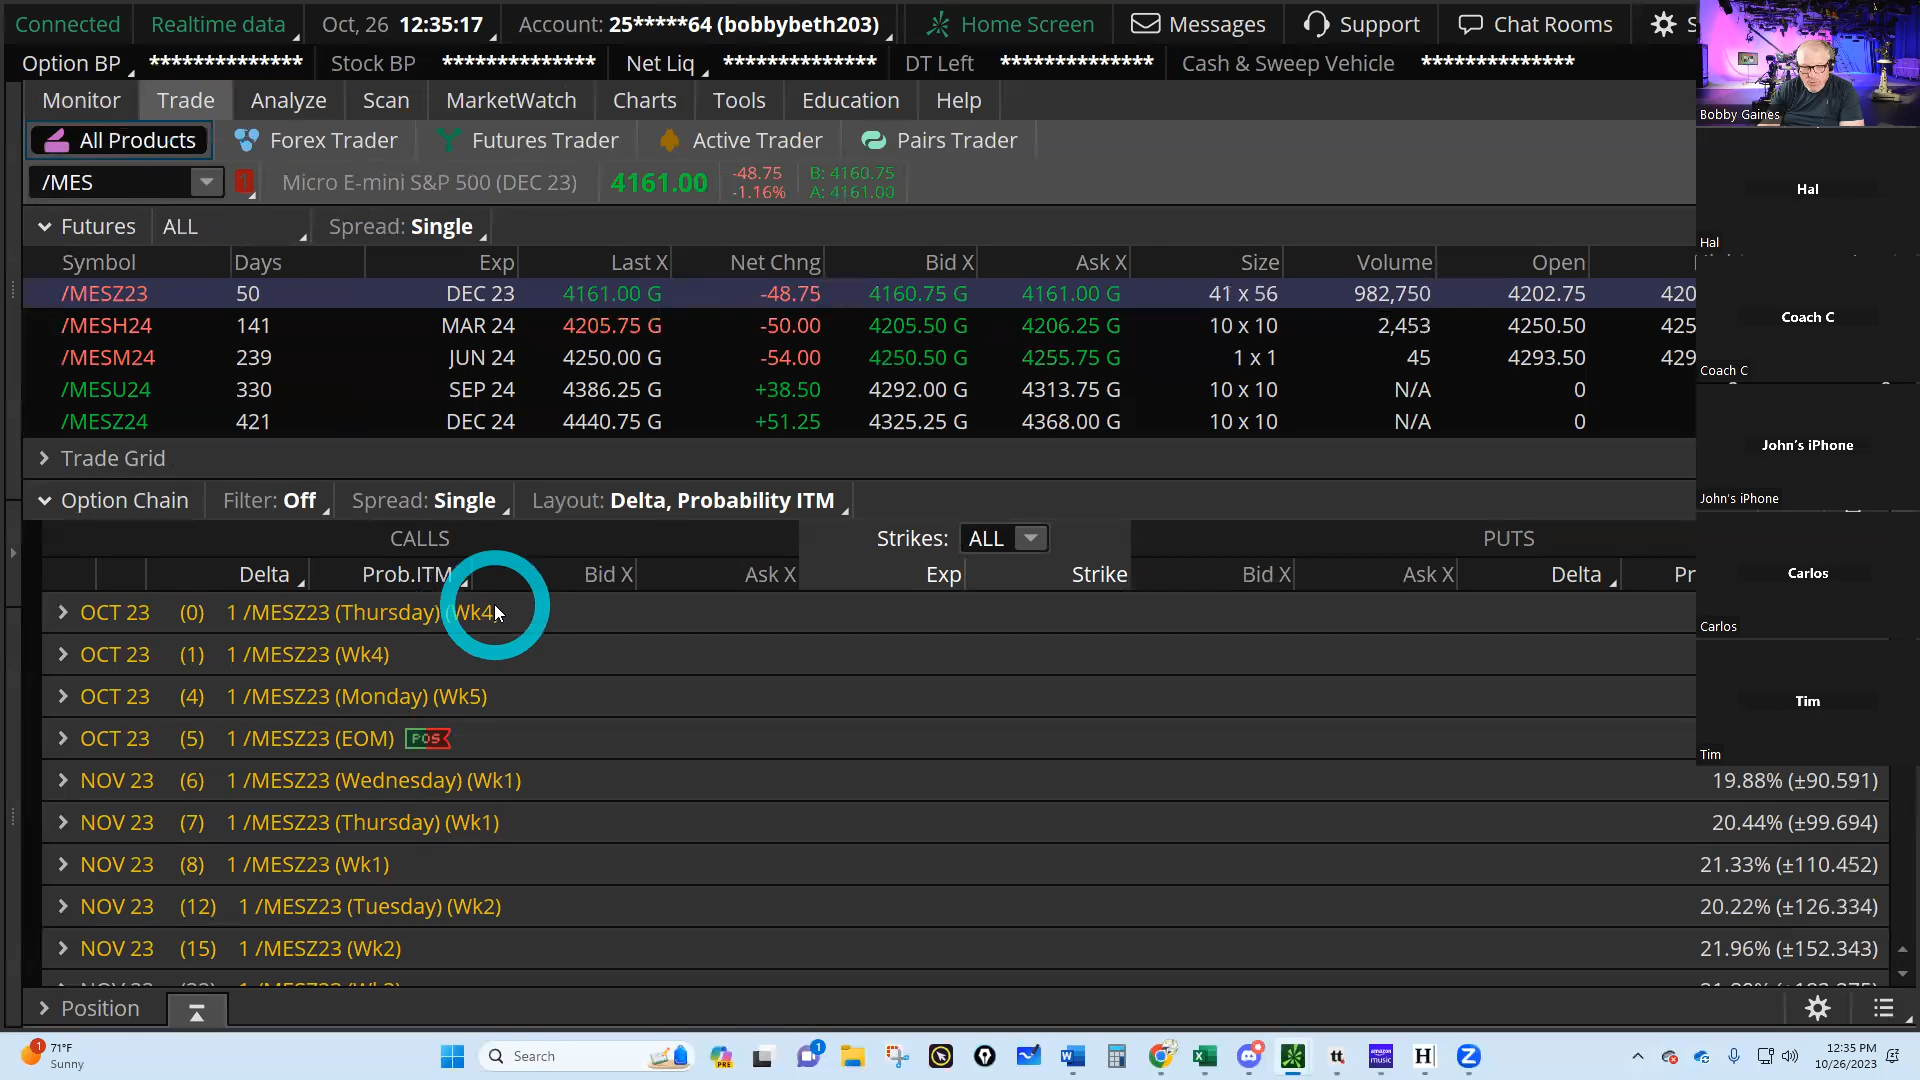 Connected Realtime data Oct, 26 12:35:17 Account: 25*****64 (bobbybeth203) Home Screen Messages Support Chat Rooms S
Option BP ************** Stock BP ************** Net Liq ************** DT Left ************** Cash & Sweep Vehicle **************
Monitor Trade Analyze Scan MarketWatch Charts Tools Education Help
Bobby Gaines
All Products Forex Trader Futures Trader Active Trader Pairs Trader
/MES 1 Micro E-mini S&P 500 (DEC 23) 4161.00 -48.75 B: 4160.75
-1.16% A: 4161.00
Hal
Futures ALL Spread: Single
Hal
Symbol Days Exp Last X Net Chng Bid X Ask X Size Volume Open
/MESZ23 50 DEC 23 4161.00 G -48.75 4160.75 G 4161.00 G 41 x 56 982,750 4202.75 420
/MESH24 141 MAR 24 4205.75 G -50.00 4205.50 G 4206.25 G 10 x 10 2,453 4250.50 425
Coach C
/MESM24 239 JUN 24 4250.00 G -54.00 4250.50 G 4255.75 G 1 x 1 45 4293.50 429
Coach C
/MESU24 330 SEP 24 4386.25 G +38.50 4292.00 G 4313.75 G 10 x 10 N/A 0
/MESZ24 421 DEC 24 4440.75 G +51.25 4325.25 G 4368.00 G 10 x 10 N/A 0
John's iPhone
Trade Grid
Option Chain Filter: Off Spread: Single Layout: Delta, Probability ITM
John's iPhone
CALLS Strikes: ALL PUTS
Delta Prob.ITM Bid X Ask X Exp Strike Bid X Ask X Delta Pr
Carlos
OCT 23 (0) 1 /MESZ23 (Thursday) (Wk4)
Carlos
OCT 23 (1) 1 /MESZ23 (Wk4)
OCT 23 (4) 1 /MESZ23 (Monday) (Wk5)
Tim
OCT 23 (5) 1 /MESZ23 (EOM) POS
Tim
NOV 23 (6) 1 /MESZ23 (Wednesday) (Wk1) 19.88% (±90.591)
NOV 23 (7) 1 /MESZ23 (Thursday) (Wk1) 20.44% (±99.694)
NOV 23 (8) 1 /MESZ23 (Wk1) 21.33% (±110.452)
NOV 23 (12) 1 /MESZ23 (Tuesday) (Wk2) 20.22% (±126.334)
NOV 23 (15) 1 /MESZ23 (Wk2) 21.96% (±152.343)
Position
1 71°F
Sunny
Search
PRE
1
tt
amazon music
H
12:35 PM
10/26/2023